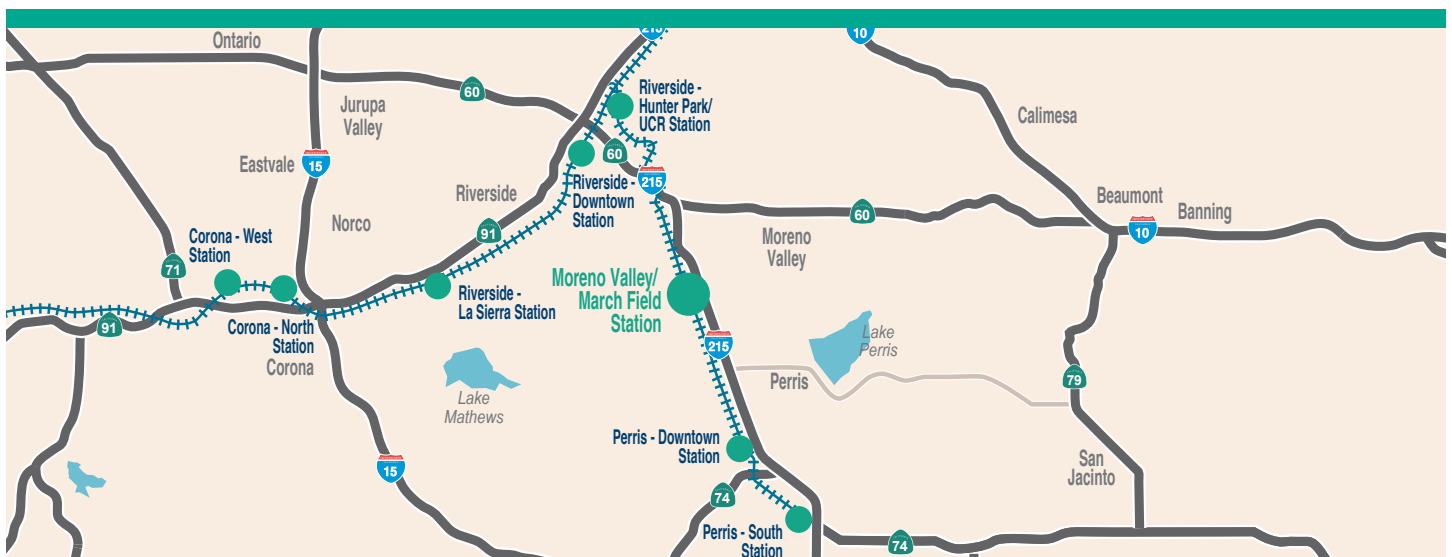 215
10
Ontario
60
Riverside -
Hunter Park/
UCR Station
Jurupa
Valley
Calimesa
15
Eastvale
60
215
Riverside
Riverside -
Downtown
Station
Beaumont
Banning
60
10
Norco
91
Moreno
Valley
Corona - West
Station
71
Moreno Valley/
March Field
Station
Riverside -
La Sierra Station
91
Corona - North
Station
Corona
215
Lake
Perris
Perris
79
Lake
Mathews
Perris - Downtown
Station
15
San
Jacinto
74
Perris - South
Station
74